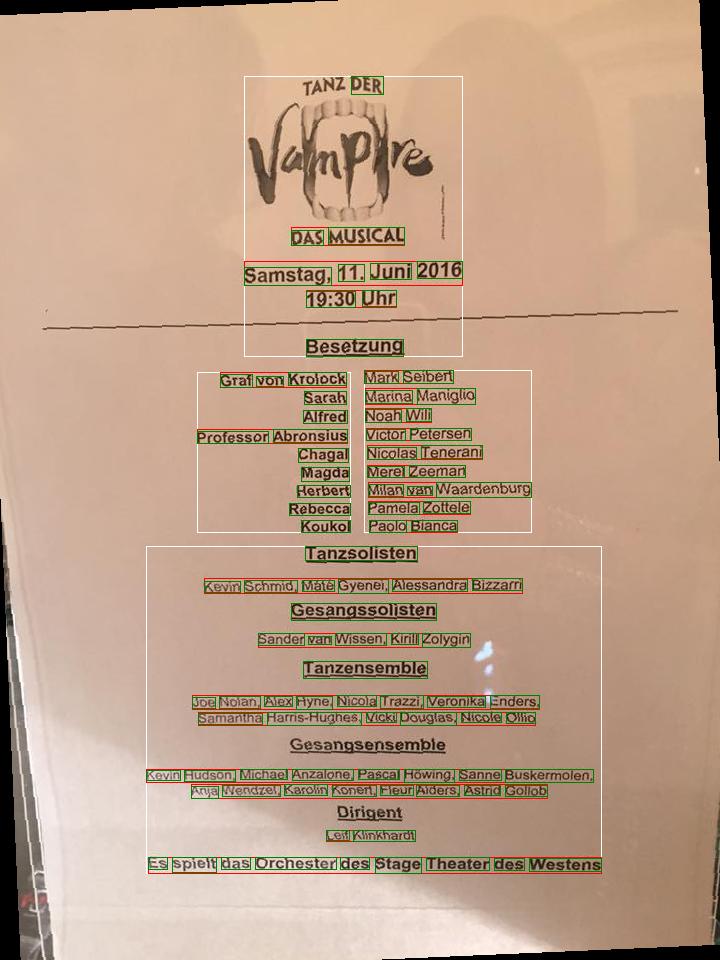 TANZ DER
Vampire
DAS MUSICAL
Samstag, 11. Juni 2016
19:30 Uhr
Besetzung
Graf von Krolock Mark Seibert
Sarah Marina Maniglio
Alfred Noah Wili
Professor Abronsius Victor Petersen
Chagal Nicolas Tenerani
Magda Merel Zeeman
Herbert Milan van Waardenburg
Rebecca Pamela Zottele
Koukol Paolo Bianca
Tanzsolisten
Kevin Schmid, Máté Gyenei, Alessandra Bizzarri
Gesangssolisten
Sander van Wissen, Kirill Zolygin
Tanzensemble
Joe Nolan, Alex Hyne, Nicola Trazzi, Veronika Enders,
Samantha Harris-Hughes, Vicki Douglas, Nicole Ollio
Gesangsensemble
Kevin Hudson, Michael Anzalone, Pascal Höwing, Sanne Buskermolen,
Anja Wendzel, Karolin Konert, Fleur Alders, Astrid Gollob
Dirigent
Leif Klinkhardt
Es spielt das Orchester des Stage Theater des Westens